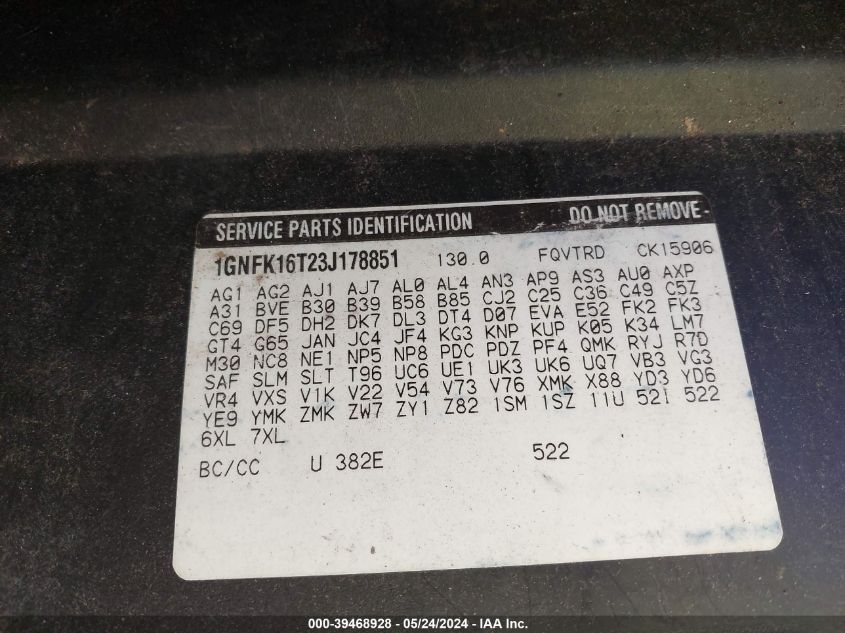 SERVICE PARTS IDENTIFICATION DO NOT REMOVE-
1GNFK16T23J178851 130.0 FQVTRD CK15906
AG1 AG2 AJ1 AJ7 AL0 AL4 AN3 AP9 AS3 AU0 AXP
A31 BVE B30 B39 B58 B85 CJ2 C25 C36 C49 C5Z
C69 DF5 DH2 DK7 DL3 DT4 D07 EVA E52 FK2 FK3
GT4 G65 JAN JC4 JF4 KG3 KNP KUP K05 K34 LM7
M30 NC8 NE1 NP5 NP8 PDC PDZ PF4 QMK RYJ R7D
SAF SLM SLT T96 UC6 UE1 UK3 UK6 UQ7 VB3 VG3
VR4 VXS V1K V22 V54 V73 V76 XMK X88 YD3 YD6
YE9 YMK ZMK ZW7 ZY1 Z82 1SM 1SZ 11U 52I 522
6XL 7XL
BC/CC U 382E 522
000-39468928 - 05/24/2024 - IAA Inc.